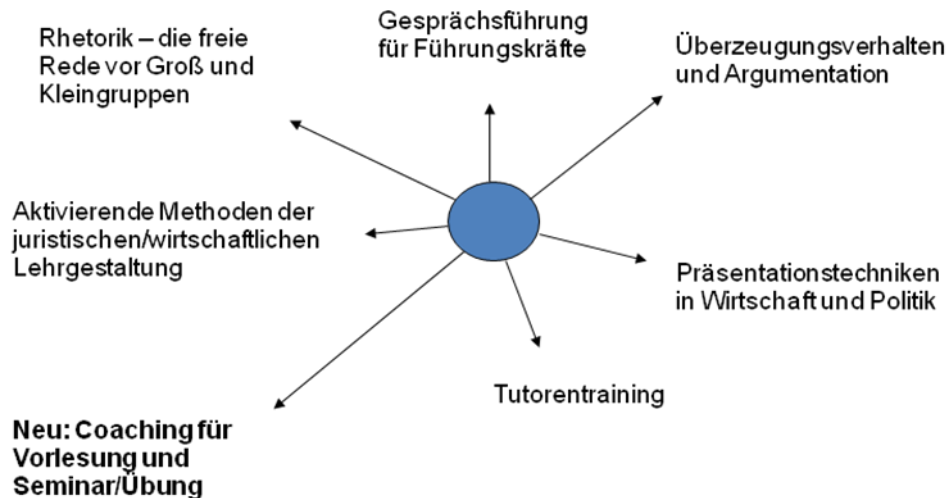 Rhetorik – die freie
Rede vor Groß und
Kleingruppen
Gesprächsführung
für Führungskräfte
Überzeugungsverhalten
und Argumentation
Aktivierende Methoden der
juristischen/wirtschaftlichen
Lehrgestaltung
Präsentationstechniken
in Wirtschaft und Politik
Tutorentraining
Neu: Coaching für
Vorlesung und
Seminar/Übung